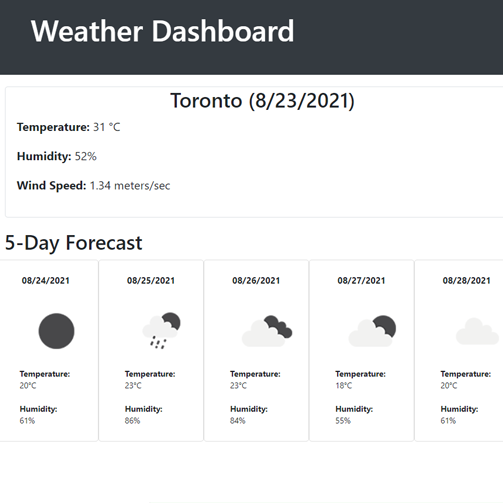 Weather Dashboard
Toronto (8/23/2021)
Temperature: 31 °C
Humidity: 52%
Wind Speed: 1.34 meters/sec
5-Day Forecast
08/24/2021
Temperature:
20°C
Humidity:
61%
08/25/2021
Temperature:
23°C
Humidity:
86%
08/26/2021
Temperature:
23°C
Humidity:
84%
08/27/2021
Temperature:
18°C
Humidity:
55%
08/28/2021
Temperature:
20°C
Humidity:
61%